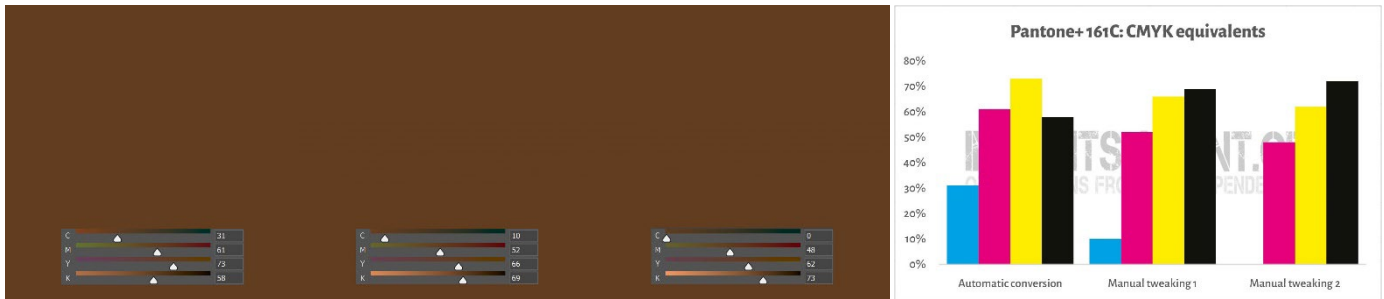 C 31
M 61
Y 73
K 58
C 10
M 52
Y 66
K 69
C 0
M 48
Y 62
K 73
Pantone+ 161C: CMYK equivalents
80%
70%
60%
50%
40%
30%
20%
10%
0%
Automatic conversion
Manual tweaking 1
Manual tweaking 2